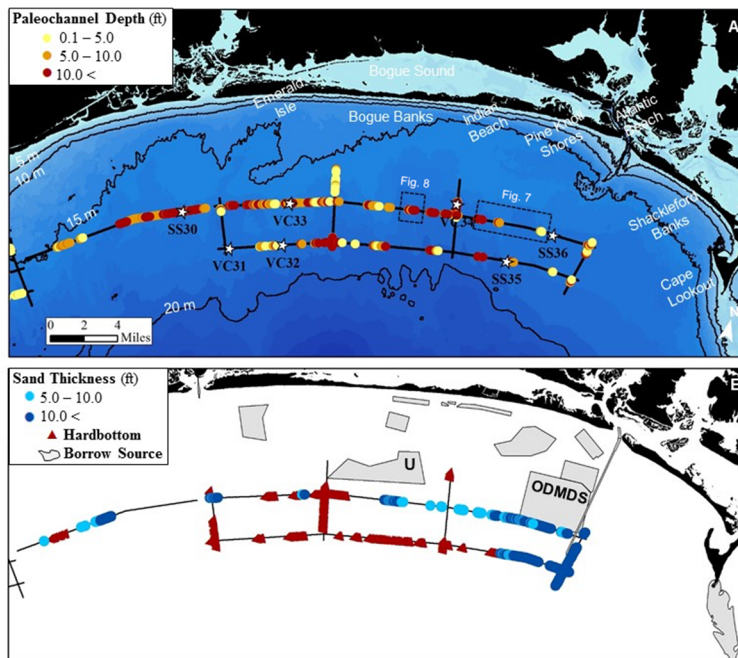 Paleochannel Depth (ft)
0.1 – 5.0
5.0 – 10.0
10.0 <
A
Bogue Sound
Emerald
Isle
Bogue Banks
Indian
Beach
Pine Knoll
Shores
Atlantic
Beach
5 m
10 m
15 m
Fig. 8
Fig. 7
Shackleford
Banks
SS30
VC33
VC34
SS36
VC31
VC32
SS35
Cape
Lookout
20 m
0 2 4
Miles
N
Sand Thickness (ft)
5.0 – 10.0
10.0 <
Hardbottom
Borrow Source
U
ODMDS